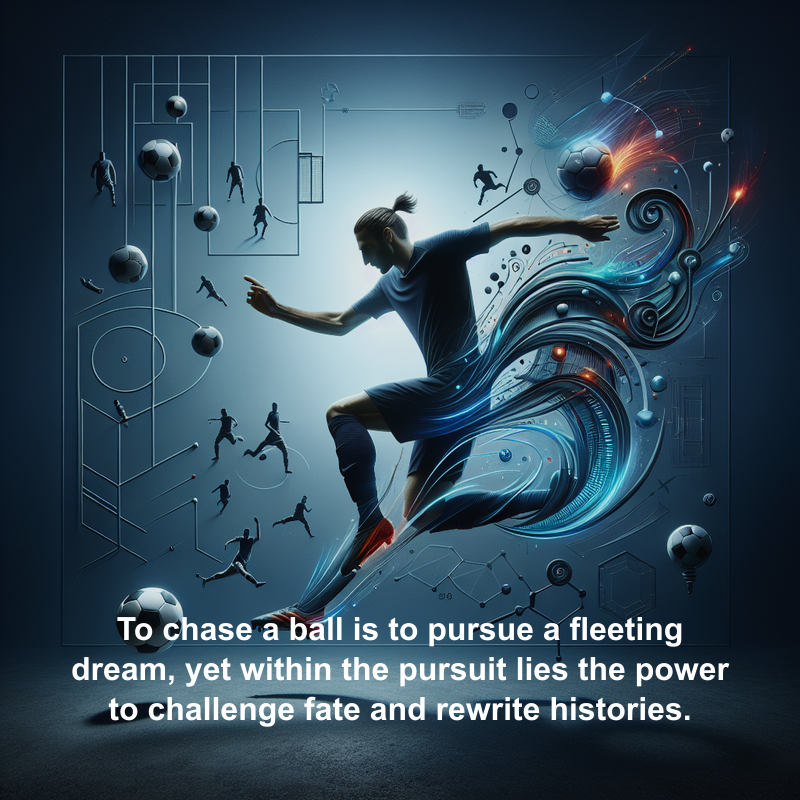 To chase a ball is to pursue a fleeting
dream, yet within the pursuit lies the power
to challenge fate and rewrite histories.